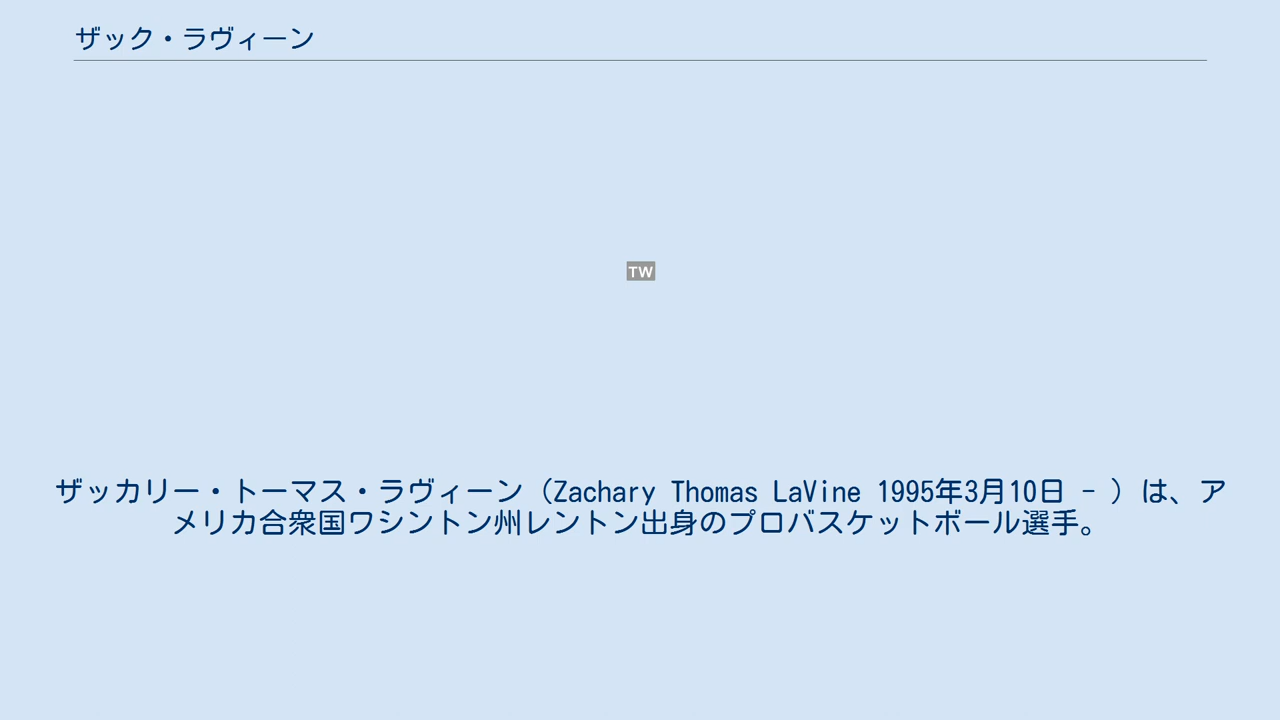 ザック・ラヴィーン
TW
ザッカリー・トーマス・ラヴィーン（Zachary Thomas LaVine 1995年3月10日 - ）は、ア
メリカ合衆国ワシントン州レントン出身のプロバスケットボール選手。